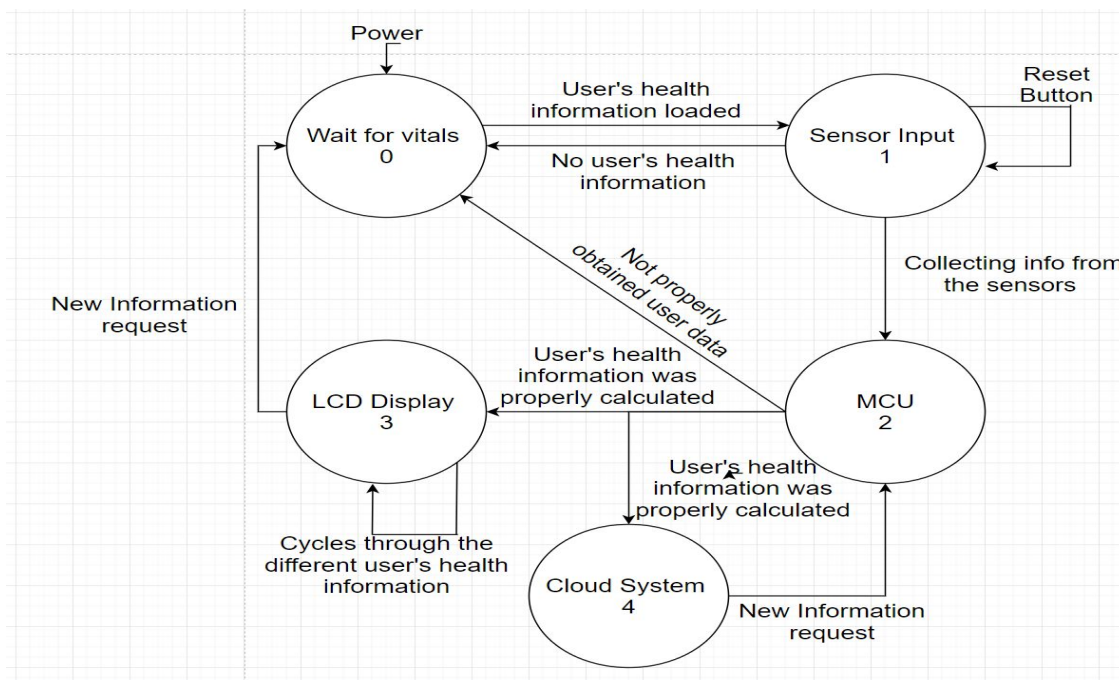 Power
User's health
information loaded
Reset
Button
Wait for vitals
0
Sensor Input
1
No user's health
information
Not properly
obtained user data
Collecting info from
the sensors
New Information
request
User's health
information was
properly calculated
LCD Display
3
MCU
2
User's health
information was
properly calculated
Cycles through the
different user's health
information
Cloud System
4
New Information
request